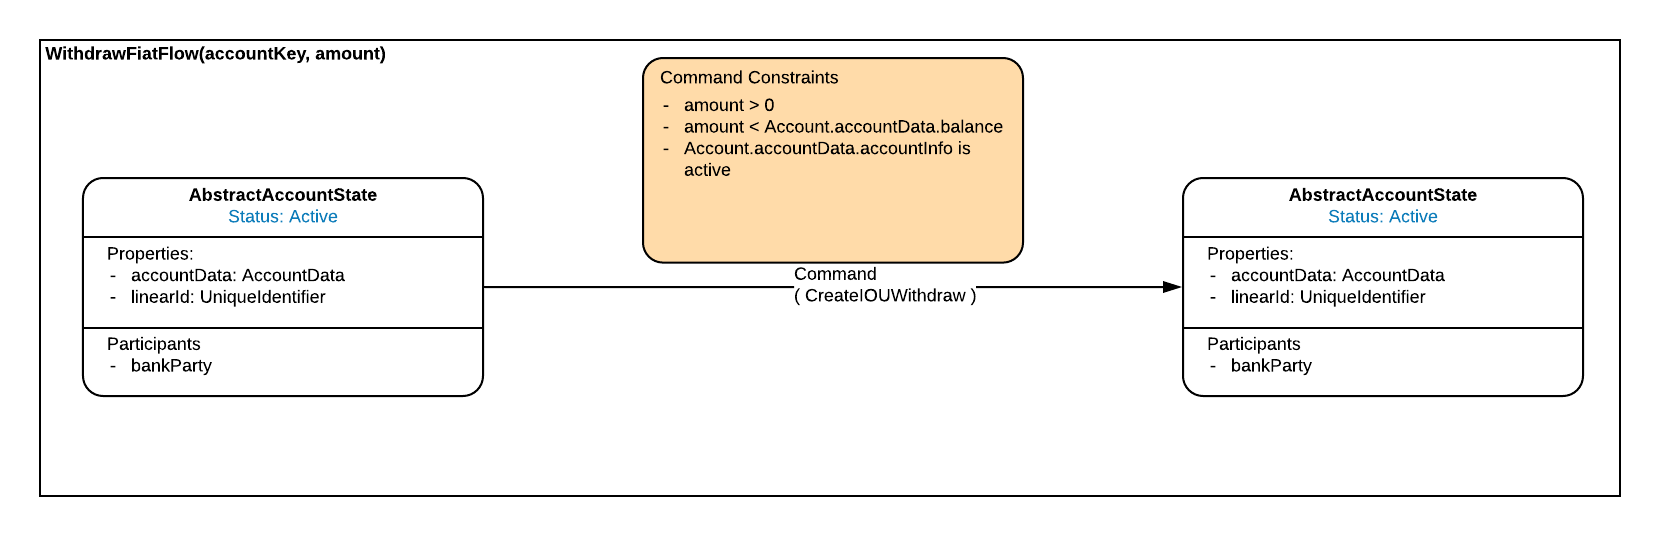 WithdrawFiatFlow(accountKey, amount)
Command Constraints
- amount > 0
- amount < Account.accountData.balance
- Account.accountData.accountInfo is
active
AbstractAccountState
Status: Active
Properties:
- accountData: AccountData
- linearId: UniqueIdentifier
Participants
- bankParty
Command
( CreateIOUWithdraw )
AbstractAccountState
Status: Active
Properties:
- accountData: AccountData
- linearId: UniqueIdentifier
Participants
- bankParty